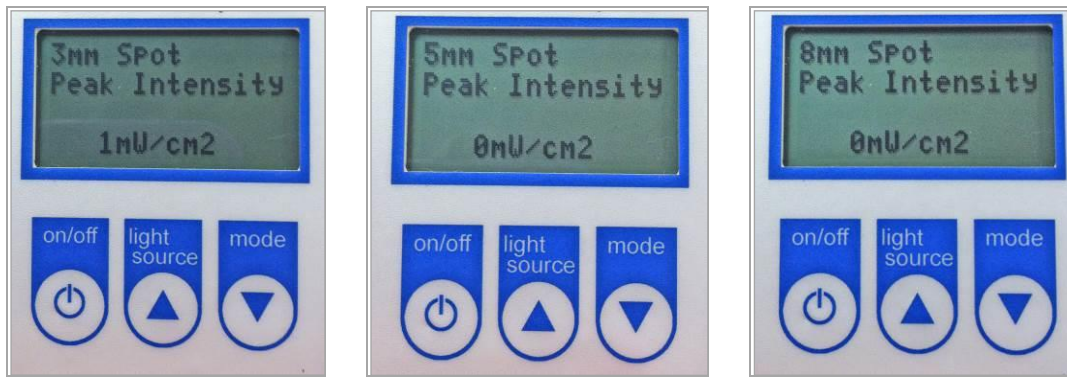 3mm Spot
Peak Intensity
1mW/cm2
on/off
light
source
mode
5mm Spot
Peak Intensity
0mW/cm2
on/off
light
source
mode
8mm Spot
Peak Intensity
0mW/cm2
on/off
light
source
mode